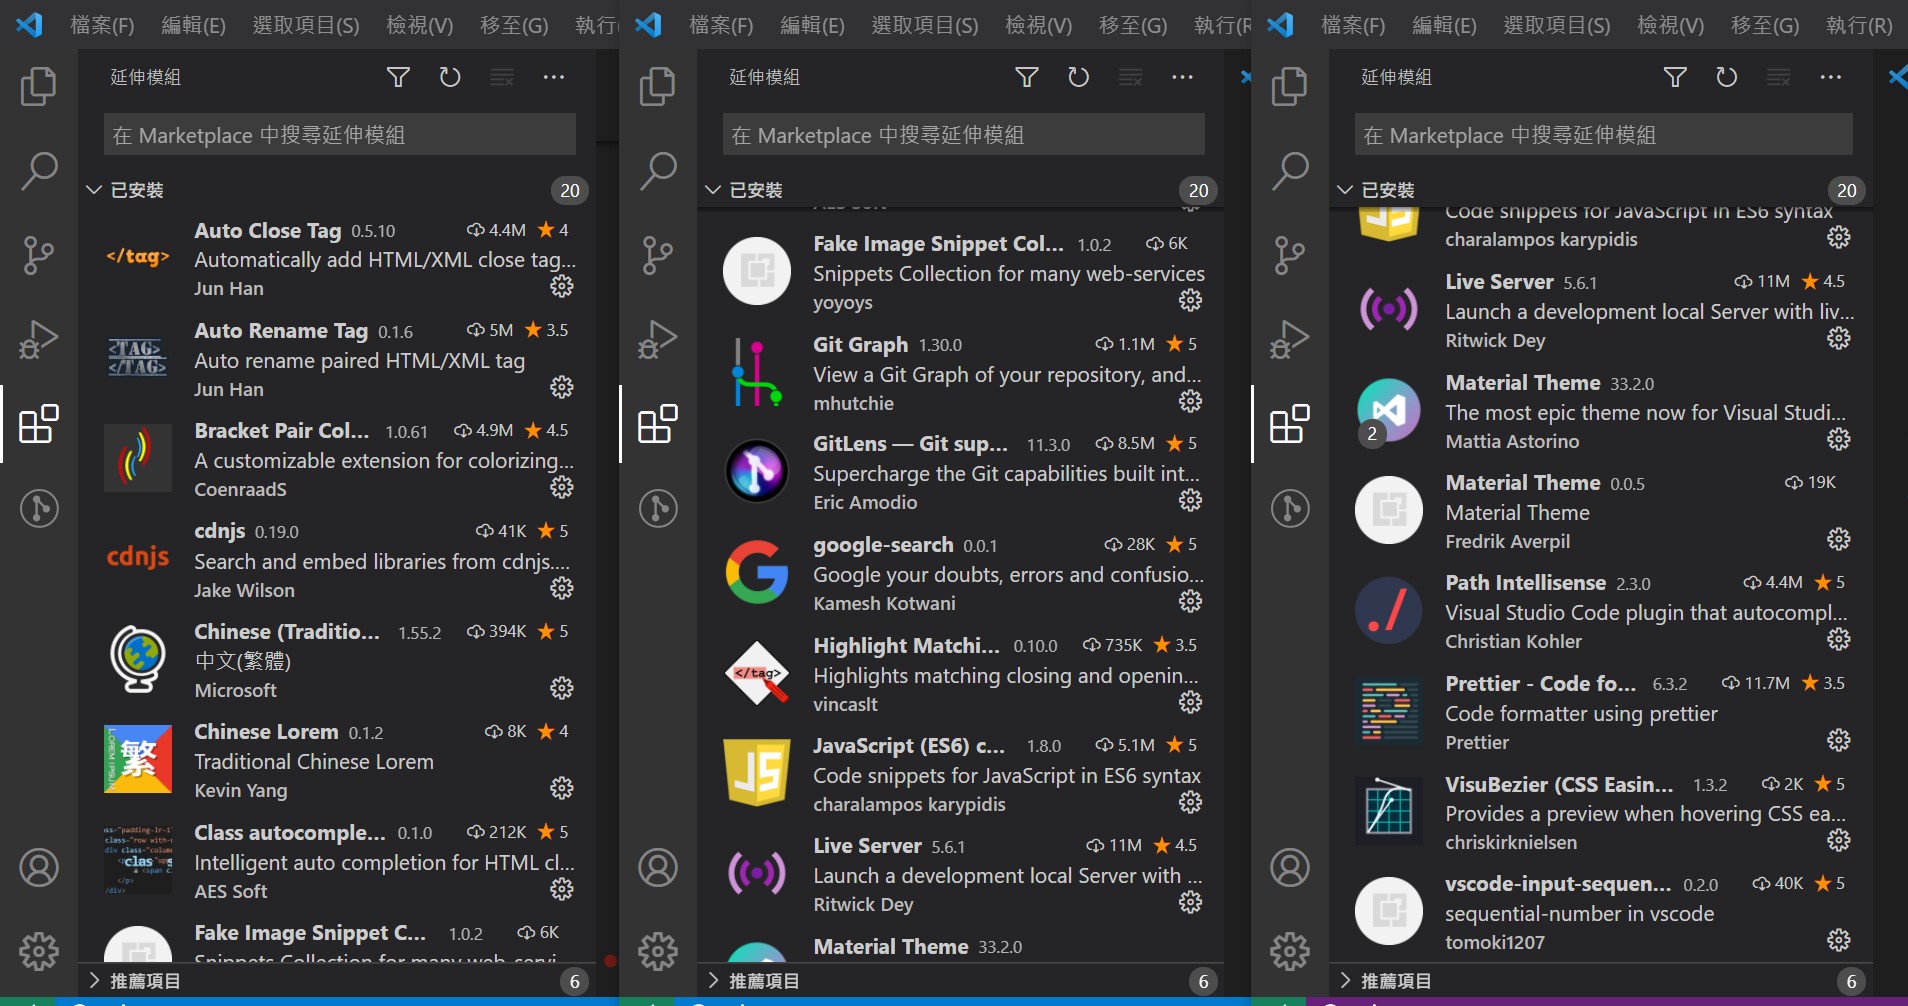 檔案(F) 編輯(E) 選取項目(S) 檢視(V) 移至(G) 執行
延伸模組
在 Marketplace 中搜尋延伸模組
已安裝 20
Auto Close Tag 0.5.10 4.4M 4
</tag> Automatically add HTML/XML close tag...
Jun Han
Auto Rename Tag 0.1.6 5M 3.5
<TAG>
</TAG>
Auto rename paired HTML/XML tag
Jun Han
Bracket Pair Col... 1.0.61 4.9M 4.5
A customizable extension for colorizing...
CoenraadS
cdnjs 0.19.0 41K 5
cdnjs Search and embed libraries from cdnjs....
Jake Wilson
Chinese (Traditio... 1.55.2 394K 5
中文(繁體)
Microsoft
Chinese Lorem 0.1.2 8K 4
繁 LOREM IPSUM Traditional Chinese Lorem
Kevin Yang
Class autocomple... 0.1.0 212K 5
Intelligent auto completion for HTML cl...
AES Soft
Fake Image Snippet C... 1.0.2 6K
Snippets Collection for many web-servi
推薦項目 6
檔案(F) 編輯(E) 選取項目(S) 檢視(V) 移至(G) 執行(R
延伸模組
在 Marketplace 中搜尋延伸模組
已安裝 20
Fake Image Snippet Col... 1.0.2 6K
Snippets Collection for many web-services
yoyoys
Git Graph 1.30.0 1.1M 5
View a Git Graph of your repository, and...
mhutchie
GitLens — Git sup... 11.3.0 8.5M 5
Supercharge the Git capabilities built int...
Eric Amodio
google-search 0.0.1 28K 5
Google your doubts, errors and confusio...
Kamesh Kotwani
Highlight Matchi... 0.10.0 735K 3.5
</tag> Highlights matching closing and openin...
vincaslt
JavaScript (ES6) c... 1.8.0 5.1M 5
JS Code snippets for JavaScript in ES6 syntax
charalampos karypidis
Live Server 5.6.1 11M 4.5
Launch a development local Server with ...
Ritwick Dey
Material Theme 33.2.0
推薦項目 6
檔案(F) 編輯(E) 選取項目(S) 檢視(V) 移至(G) 執行(R)
延伸模組
在 Marketplace 中搜尋延伸模組
已安裝 20
JS Code snippets for JavaScript in ES6 syntax
charalampos karypidis
Live Server 5.6.1 11M 4.5
Launch a development local Server with liv...
Ritwick Dey
Material Theme 33.2.0
The most epic theme now for Visual Studi...
2 Mattia Astorino
Material Theme 0.0.5 19K
Material Theme
Fredrik Averpil
Path Intellisense 2.3.0 4.4M 5
Visual Studio Code plugin that autocompl...
Christian Kohler
Prettier - Code fo... 6.3.2 11.7M 3.5
Code formatter using prettier
Prettier
VisuBezier (CSS Easin... 1.3.2 2K 5
Provides a preview when hovering CSS ea...
chriskirknielsen
vscode-input-sequen... 0.2.0 40K 5
sequential-number in vscode
tomoki1207
推薦項目 6